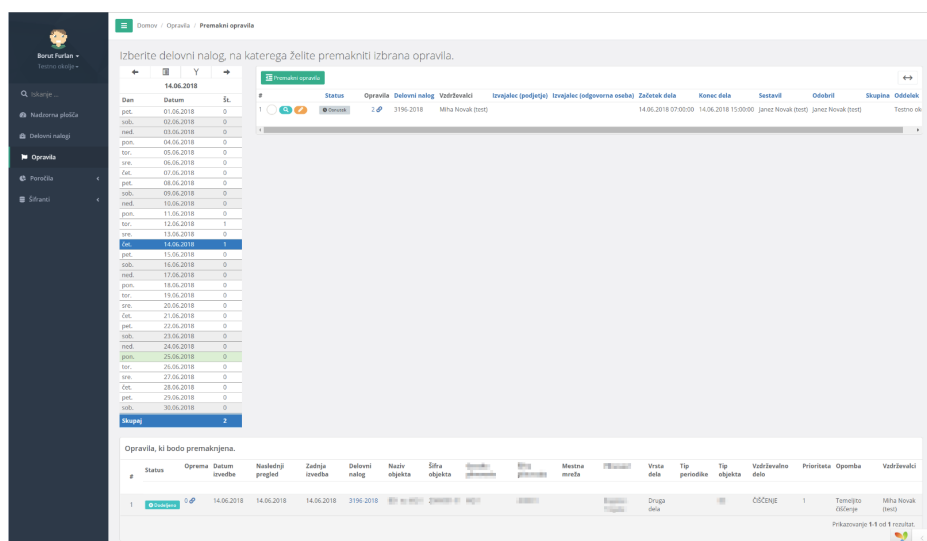 Domov / Opravila / Premakni opravila
Borut Furlan
Testno okolje
Iskanje ...
Nadzorna plošča
Delovni nalogi
Opravila
Poročila
Šifranti
Izberite delovni nalog, na katerega želite premakniti izbrana opravila.
14.06.2018
Dan Datum Št.
pet. 01.06.2018 0
sob. 02.06.2018 0
ned. 03.06.2018 0
pon. 04.06.2018 0
tor. 05.06.2018 0
sre. 06.06.2018 0
čet. 07.06.2018 0
pet. 08.06.2018 0
sob. 09.06.2018 0
ned. 10.06.2018 0
pon. 11.06.2018 0
tor. 12.06.2018 1
sre. 13.06.2018 0
čet. 14.06.2018 1
pet. 15.06.2018 0
sob. 16.06.2018 0
ned. 17.06.2018 0
pon. 18.06.2018 0
tor. 19.06.2018 0
sre. 20.06.2018 0
čet. 21.06.2018 0
pet. 22.06.2018 0
sob. 23.06.2018 0
ned. 24.06.2018 0
pon. 25.06.2018 0
tor. 26.06.2018 0
sre. 27.06.2018 0
čet. 28.06.2018 0
pet. 29.06.2018 0
sob. 30.06.2018 0
Skupaj 2
Premakni opravila
# Status Opravila Delovni nalog Vzdrževalci Izvajalec (podjetje) Izvajalec (odgovorna oseba) Začetek dela Konec dela Sestavil Odobril Skupina Oddelek
1 Osnutek 2 3196-2018 Miha Novak (test) 14.06.2018 07:00:00 14.06.2018 15:00:00 Janez Novak (test) Janez Novak (test) Testno ok
Opravila, ki bodo premaknjena.
# Status Oprema Datum izvedbe Naslednji pregled Zadnja izvedba Delovni nalog Naziv objekta Šifra objekta Mestna mreža Vrsta dela Tip periodike Tip objekta Vzdrževalno delo Prioriteta Opomba Vzdrževalci
1 Dodeljeno 0 14.06.2018 14.06.2018 14.06.2018 3196-2018 Druga dela ČIŠČENJE 1 Temeljito čiščenje Miha Novak (test)
Prikazovanje 1-1 od 1 rezultat.